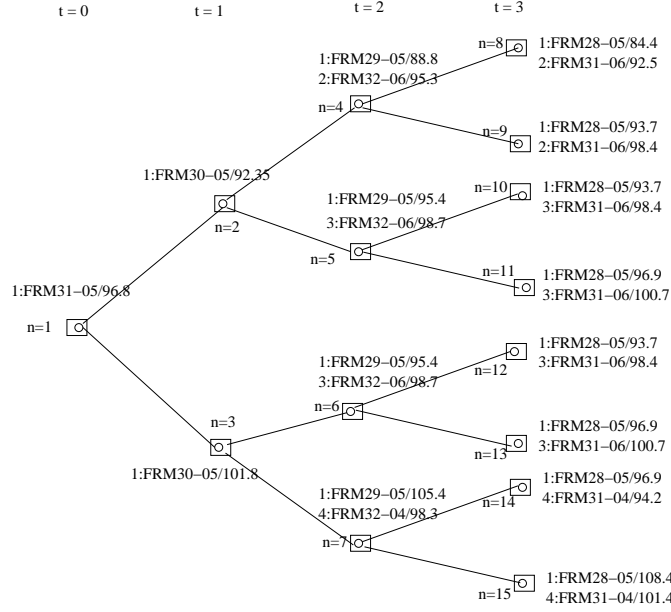 t = 0
t = 1
t = 2
t = 3
n=8
1:FRM28−05/84.4
2:FRM31−06/92.5
1:FRM29−05/88.8
2:FRM32−06/95.3
n=4
n=9
1:FRM28−05/93.7
2:FRM31−06/98.4
1:FRM30−05/92.35
n=2
n=10
1:FRM28−05/93.7
3:FRM31−06/98.4
1:FRM29−05/95.4
3:FRM32−06/98.7
n=5
n=11
1:FRM28−05/96.9
3:FRM31−06/100.7
1:FRM31−05/96.8
n=1
1:FRM29−05/95.4
3:FRM32−06/98.7
n=6
n=12
1:FRM28−05/93.7
3:FRM31−06/98.4
n=3
1:FRM30−05/101.8
n=13
1:FRM28−05/96.9
3:FRM31−06/100.7
1:FRM29−05/105.4
4:FRM32−04/98.3
n=7
n=14
1:FRM28−05/96.9
4:FRM31−04/94.2
n=15
1:FRM28−05/108.4
4:FRM31−04/101.4